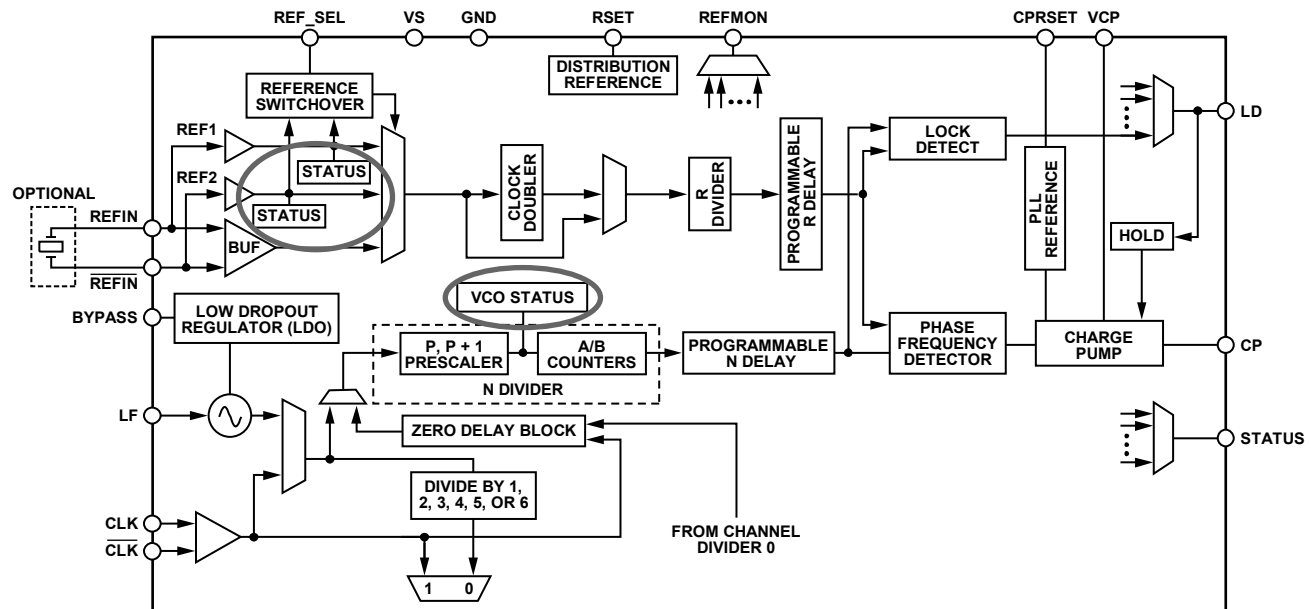 REF_SEL
VS
GND
RSET
REFMON
CPRSET
VCP
DISTRIBUTION
REFERENCE
REFERENCE
SWITCHOVER
REF1
STATUS
REF2
STATUS
OPTIONAL
REFIN
BUF
REFIN
CLOCK
DOUBLER
R
DIVIDER
PROGRAMMABLE
R DELAY
LOCK
DETECT
PLL
REFERENCE
LD
HOLD
BYPASS
LOW DROPOUT
REGULATOR (LDO)
VCO STATUS
P, P + 1
PRESCALER
A/B
COUNTERS
N DIVIDER
PROGRAMMABLE
N DELAY
PHASE
FREQUENCY
DETECTOR
CHARGE
PUMP
CP
LF
ZERO DELAY BLOCK
STATUS
DIVIDE BY 1,
2, 3, 4, 5, OR 6
CLK
CLK
FROM CHANNEL
DIVIDER 0
1 0